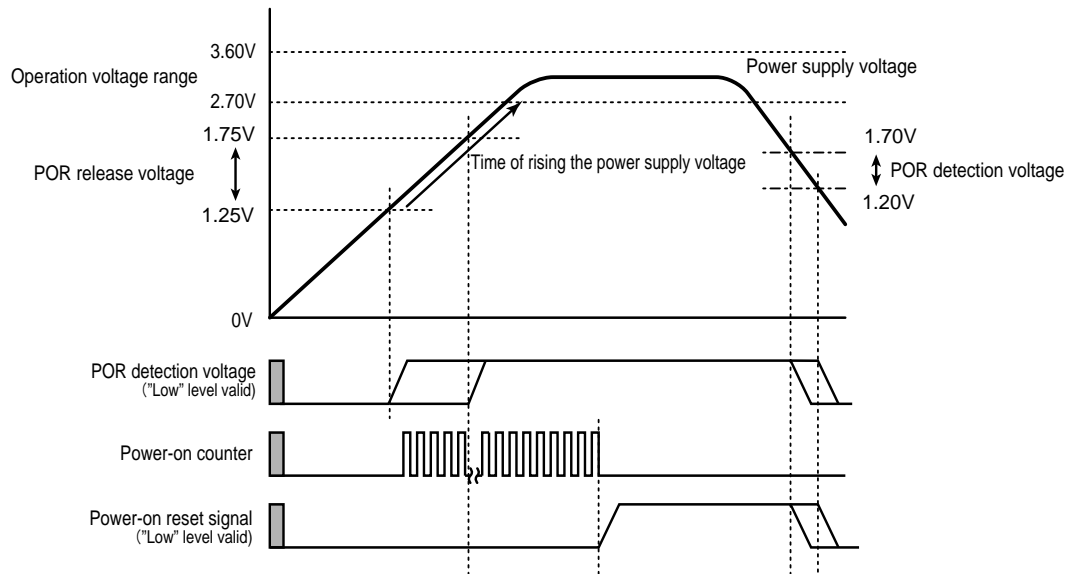 3.60V
Operation voltage range
Power supply voltage
2.70V
1.75V
1.70V
Time of rising the power supply voltage
POR release voltage
POR detection voltage
1.25V
1.20V
0V
POR detection voltage
("Low" level valid)
Power-on counter
Power-on reset signal
("Low" level valid)